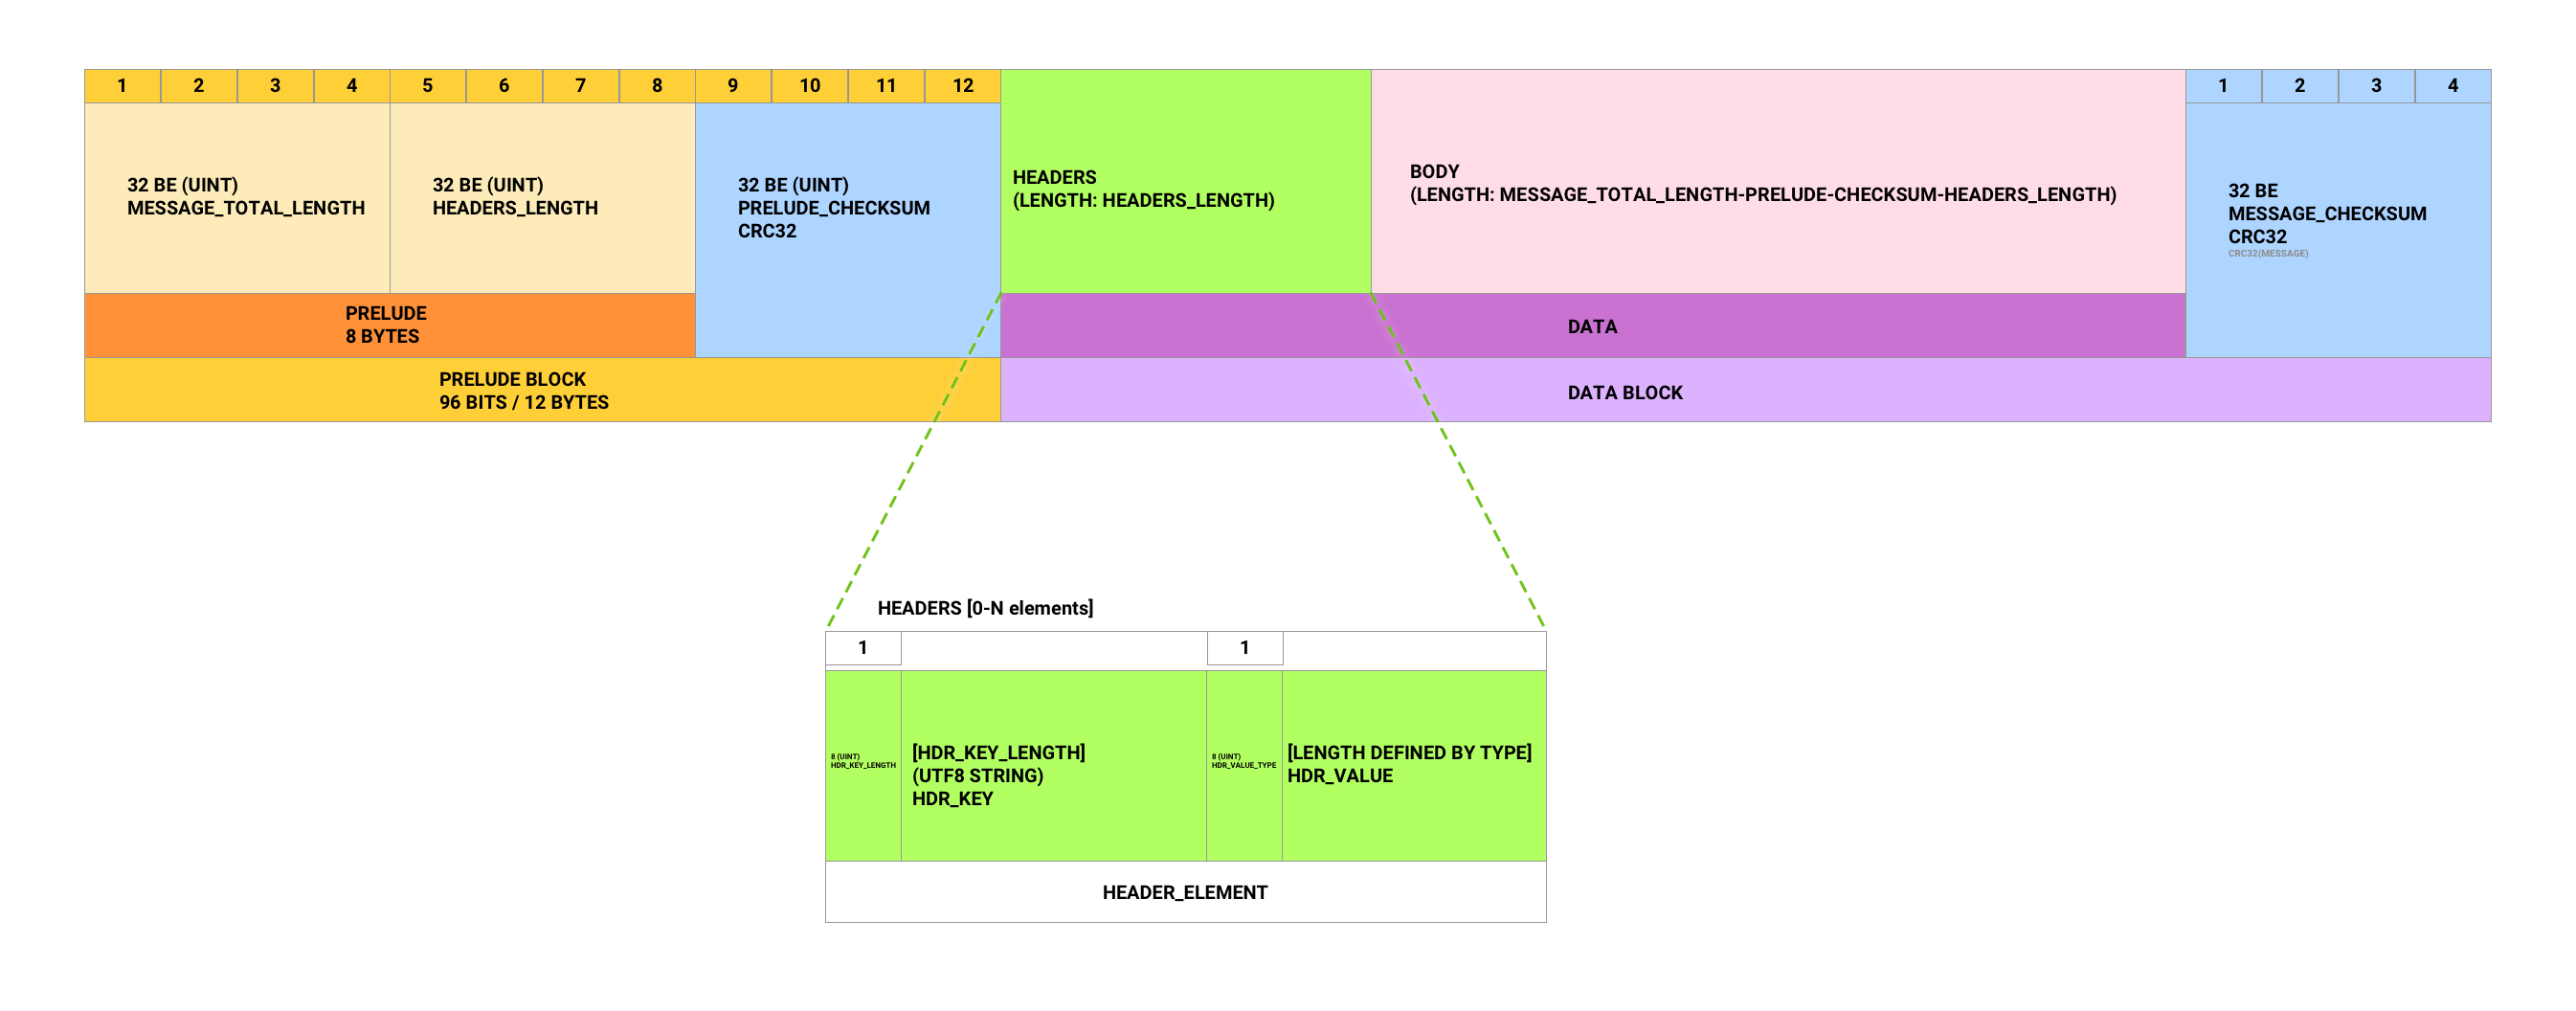 1 2 3 4 5 6 7 8 9 10 11 12 1 2 3 4
32 BE (UINT)
MESSAGE_TOTAL_LENGTH
32 BE (UINT)
HEADERS_LENGTH
32 BE (UINT)
PRELUDE_CHECKSUM
CRC32
HEADERS
(LENGTH: HEADERS_LENGTH)
BODY
(LENGTH: MESSAGE_TOTAL_LENGTH-PRELUDE-CHECKSUM-HEADERS_LENGTH)
32 BE
MESSAGE_CHECKSUM
CRC32
CRC32(MESSAGE)
PRELUDE
8 BYTES
DATA
PRELUDE BLOCK
96 BITS / 12 BYTES
DATA BLOCK
HEADERS [0-N elements]
1 1
8 (UINT)
HDR_KEY_LENGTH
[HDR_KEY_LENGTH]
(UTF8 STRING)
HDR_KEY
8 (UINT)
HDR_VALUE_TYPE
[LENGTH DEFINED BY TYPE]
HDR_VALUE
HEADER_ELEMENT